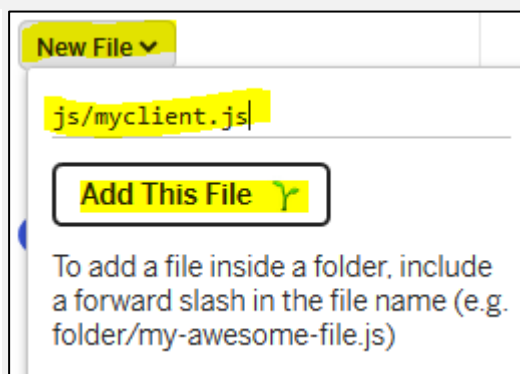 New File
js/myclient.js
Add This File
To add a file inside a folder, include
a forward slash in the file name (e.g.
folder/my-awesome-file.js)